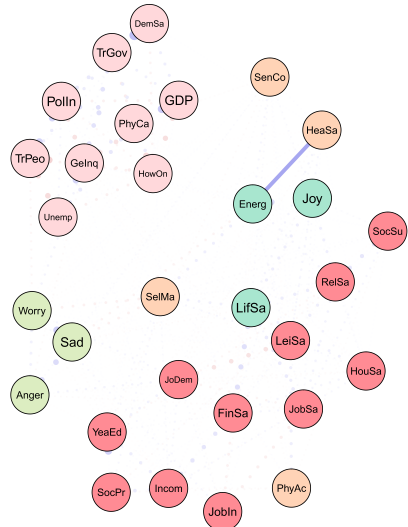 DemSa
TrGov
SenCo
PolIn
GDP
PhyCa
HeaSa
TrPeo
GeInq
HowOn
Energ
Joy
Unemp
SocSu
RelSa
SelMa
LifSa
Worry
Sad
LeiSa
HouSa
JoDem
Anger
FinSa
JobSa
YeaEd
SocPr
Incom
PhyAc
JobIn